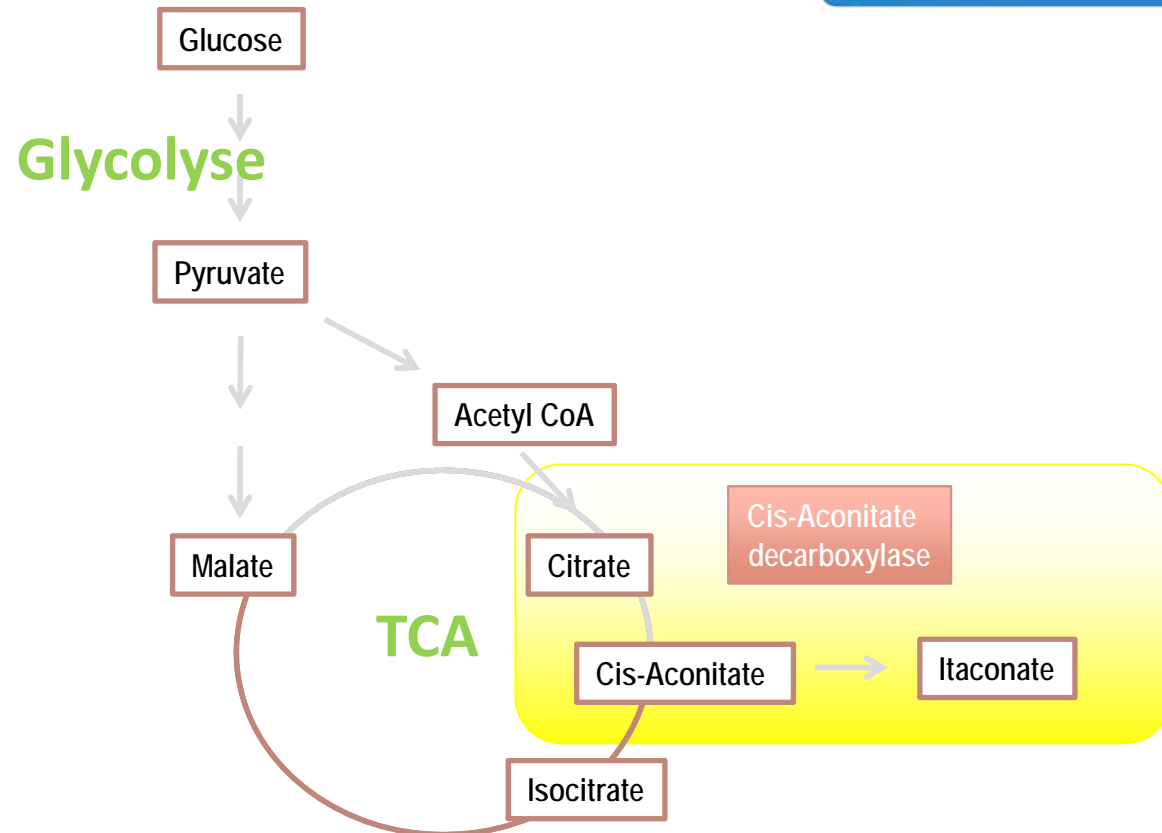 Glucose
Glycolyse
Pyruvate
Acetyl CoA
Cis-Aconitate
decarboxylase
Malate
Citrate
TCA
Cis-Aconitate
Itaconate
Isocitrate